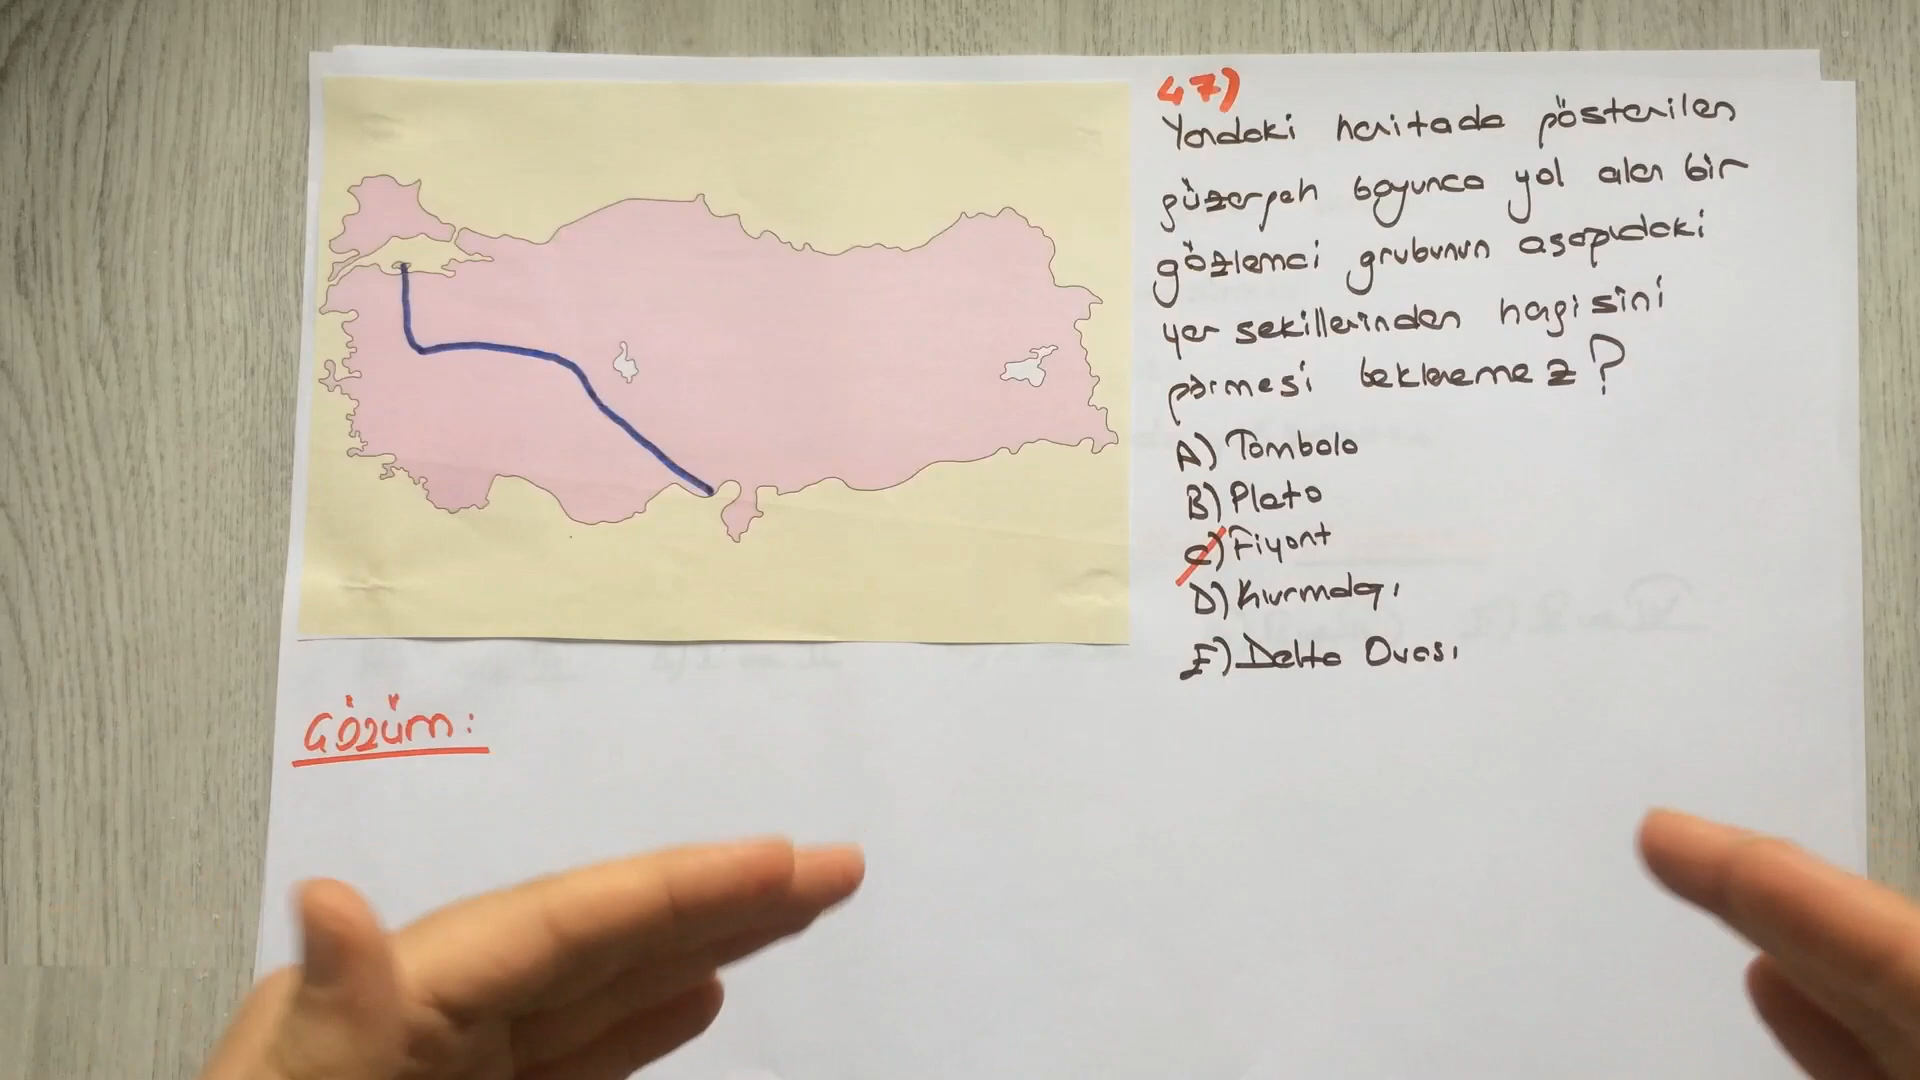 47)
Yandaki haritada gösterilen
güzergah boyunca yol alan bir
gözlemci grubunun aşağıdaki
yer şekillerinden hagisini
görmesi beklenemez?
A) Tombolo
B) Plato
C) Fiyort
D) Kıvrımdağı
E) Delta Ovası
Çözüm: